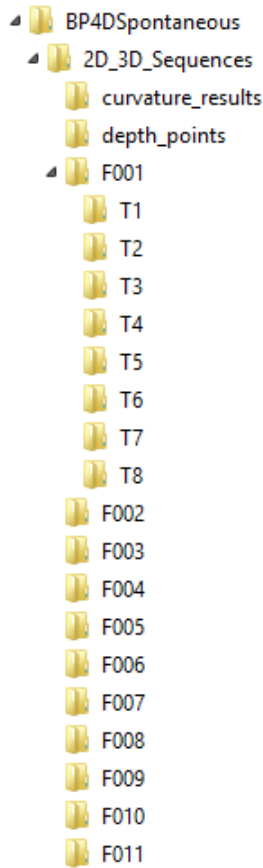 BP4DSpontaneous
2D_3D_Sequences
curvature_results
depth_points
F001
T1
T2
T3
T4
T5
T6
T7
T8
F002
F003
F004
F005
F006
F007
F008
F009
F010
F011